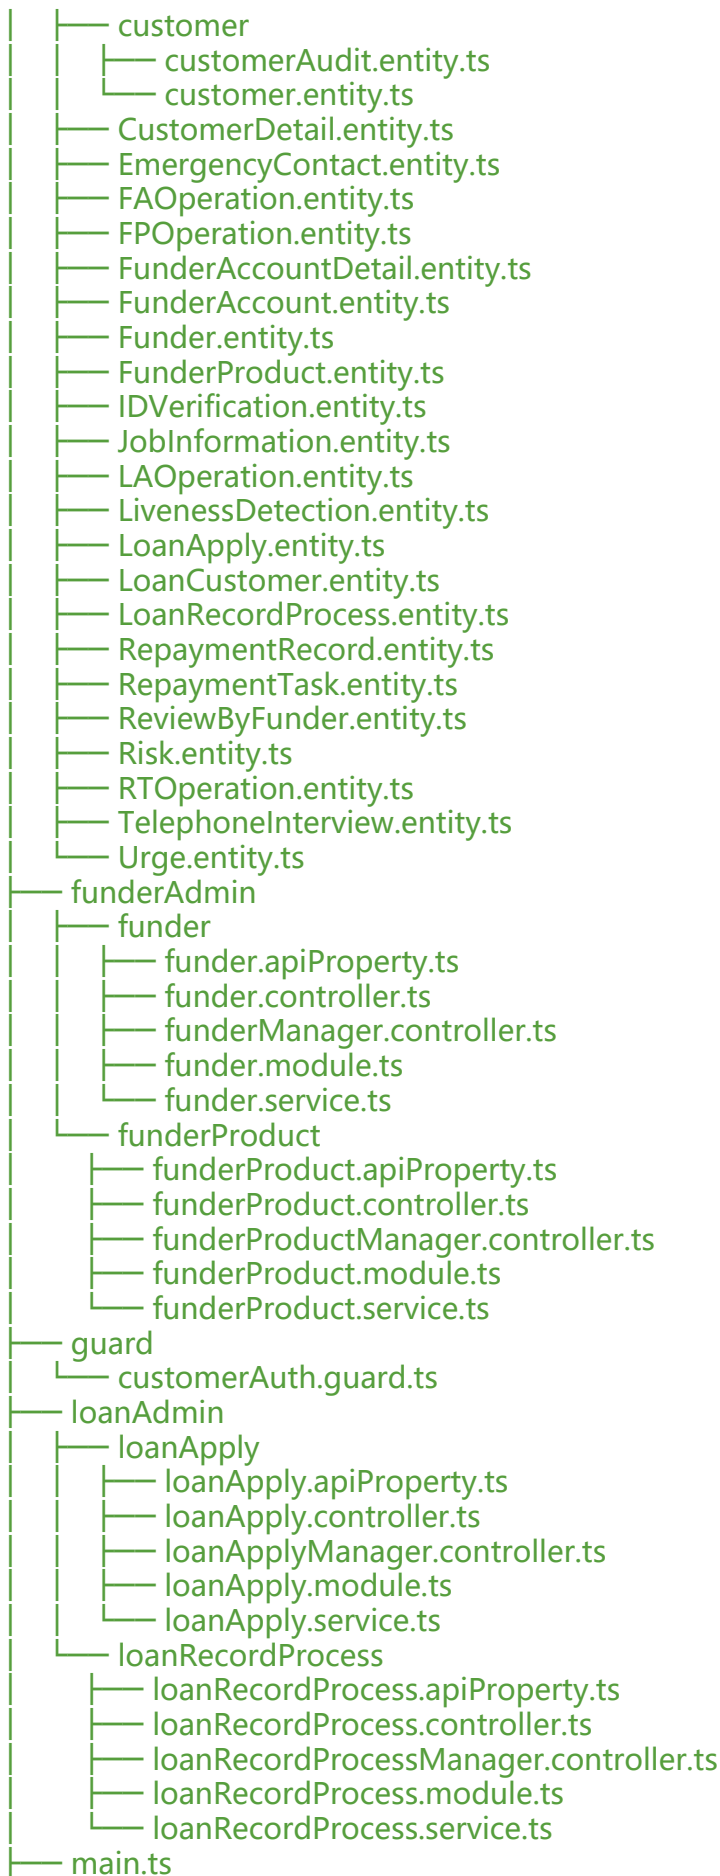 │   ├── customer
│   │   ├── customerAudit.entity.ts
│   │   └── customer.entity.ts
│   ├── CustomerDetail.entity.ts
│   ├── EmergencyContact.entity.ts
│   ├── FAOperation.entity.ts
│   ├── FPOperation.entity.ts
│   ├── FunderAccountDetail.entity.ts
│   ├── FunderAccount.entity.ts
│   ├── Funder.entity.ts
│   ├── FunderProduct.entity.ts
│   ├── IDVerification.entity.ts
│   ├── JobInformation.entity.ts
│   ├── LAOperation.entity.ts
│   ├── LivenessDetection.entity.ts
│   ├── LoanApply.entity.ts
│   ├── LoanCustomer.entity.ts
│   ├── LoanRecordProcess.entity.ts
│   ├── RepaymentRecord.entity.ts
│   ├── RepaymentTask.entity.ts
│   ├── ReviewByFunder.entity.ts
│   ├── Risk.entity.ts
│   ├── RTOperation.entity.ts
│   ├── TelephoneInterview.entity.ts
│   └── Urge.entity.ts
├── funderAdmin
│   ├── funder
│   │   ├── funder.apiProperty.ts
│   │   ├── funder.controller.ts
│   │   ├── funderManager.controller.ts
│   │   ├── funder.module.ts
│   │   └── funder.service.ts
│   └── funderProduct
│       ├── funderProduct.apiProperty.ts
│       ├── funderProduct.controller.ts
│       ├── funderProductManager.controller.ts
│       ├── funderProduct.module.ts
│       └── funderProduct.service.ts
├── guard
│   └── customerAuth.guard.ts
├── loanAdmin
│   ├── loanApply
│   │   ├── loanApply.apiProperty.ts
│   │   ├── loanApply.controller.ts
│   │   ├── loanApplyManager.controller.ts
│   │   ├── loanApply.module.ts
│   │   └── loanApply.service.ts
│   └── loanRecordProcess
│       ├── loanRecordProcess.apiProperty.ts
│       ├── loanRecordProcess.controller.ts
│       ├── loanRecordProcessManager.controller.ts
│       ├── loanRecordProcess.module.ts
│       └── loanRecordProcess.service.ts
├── main.ts